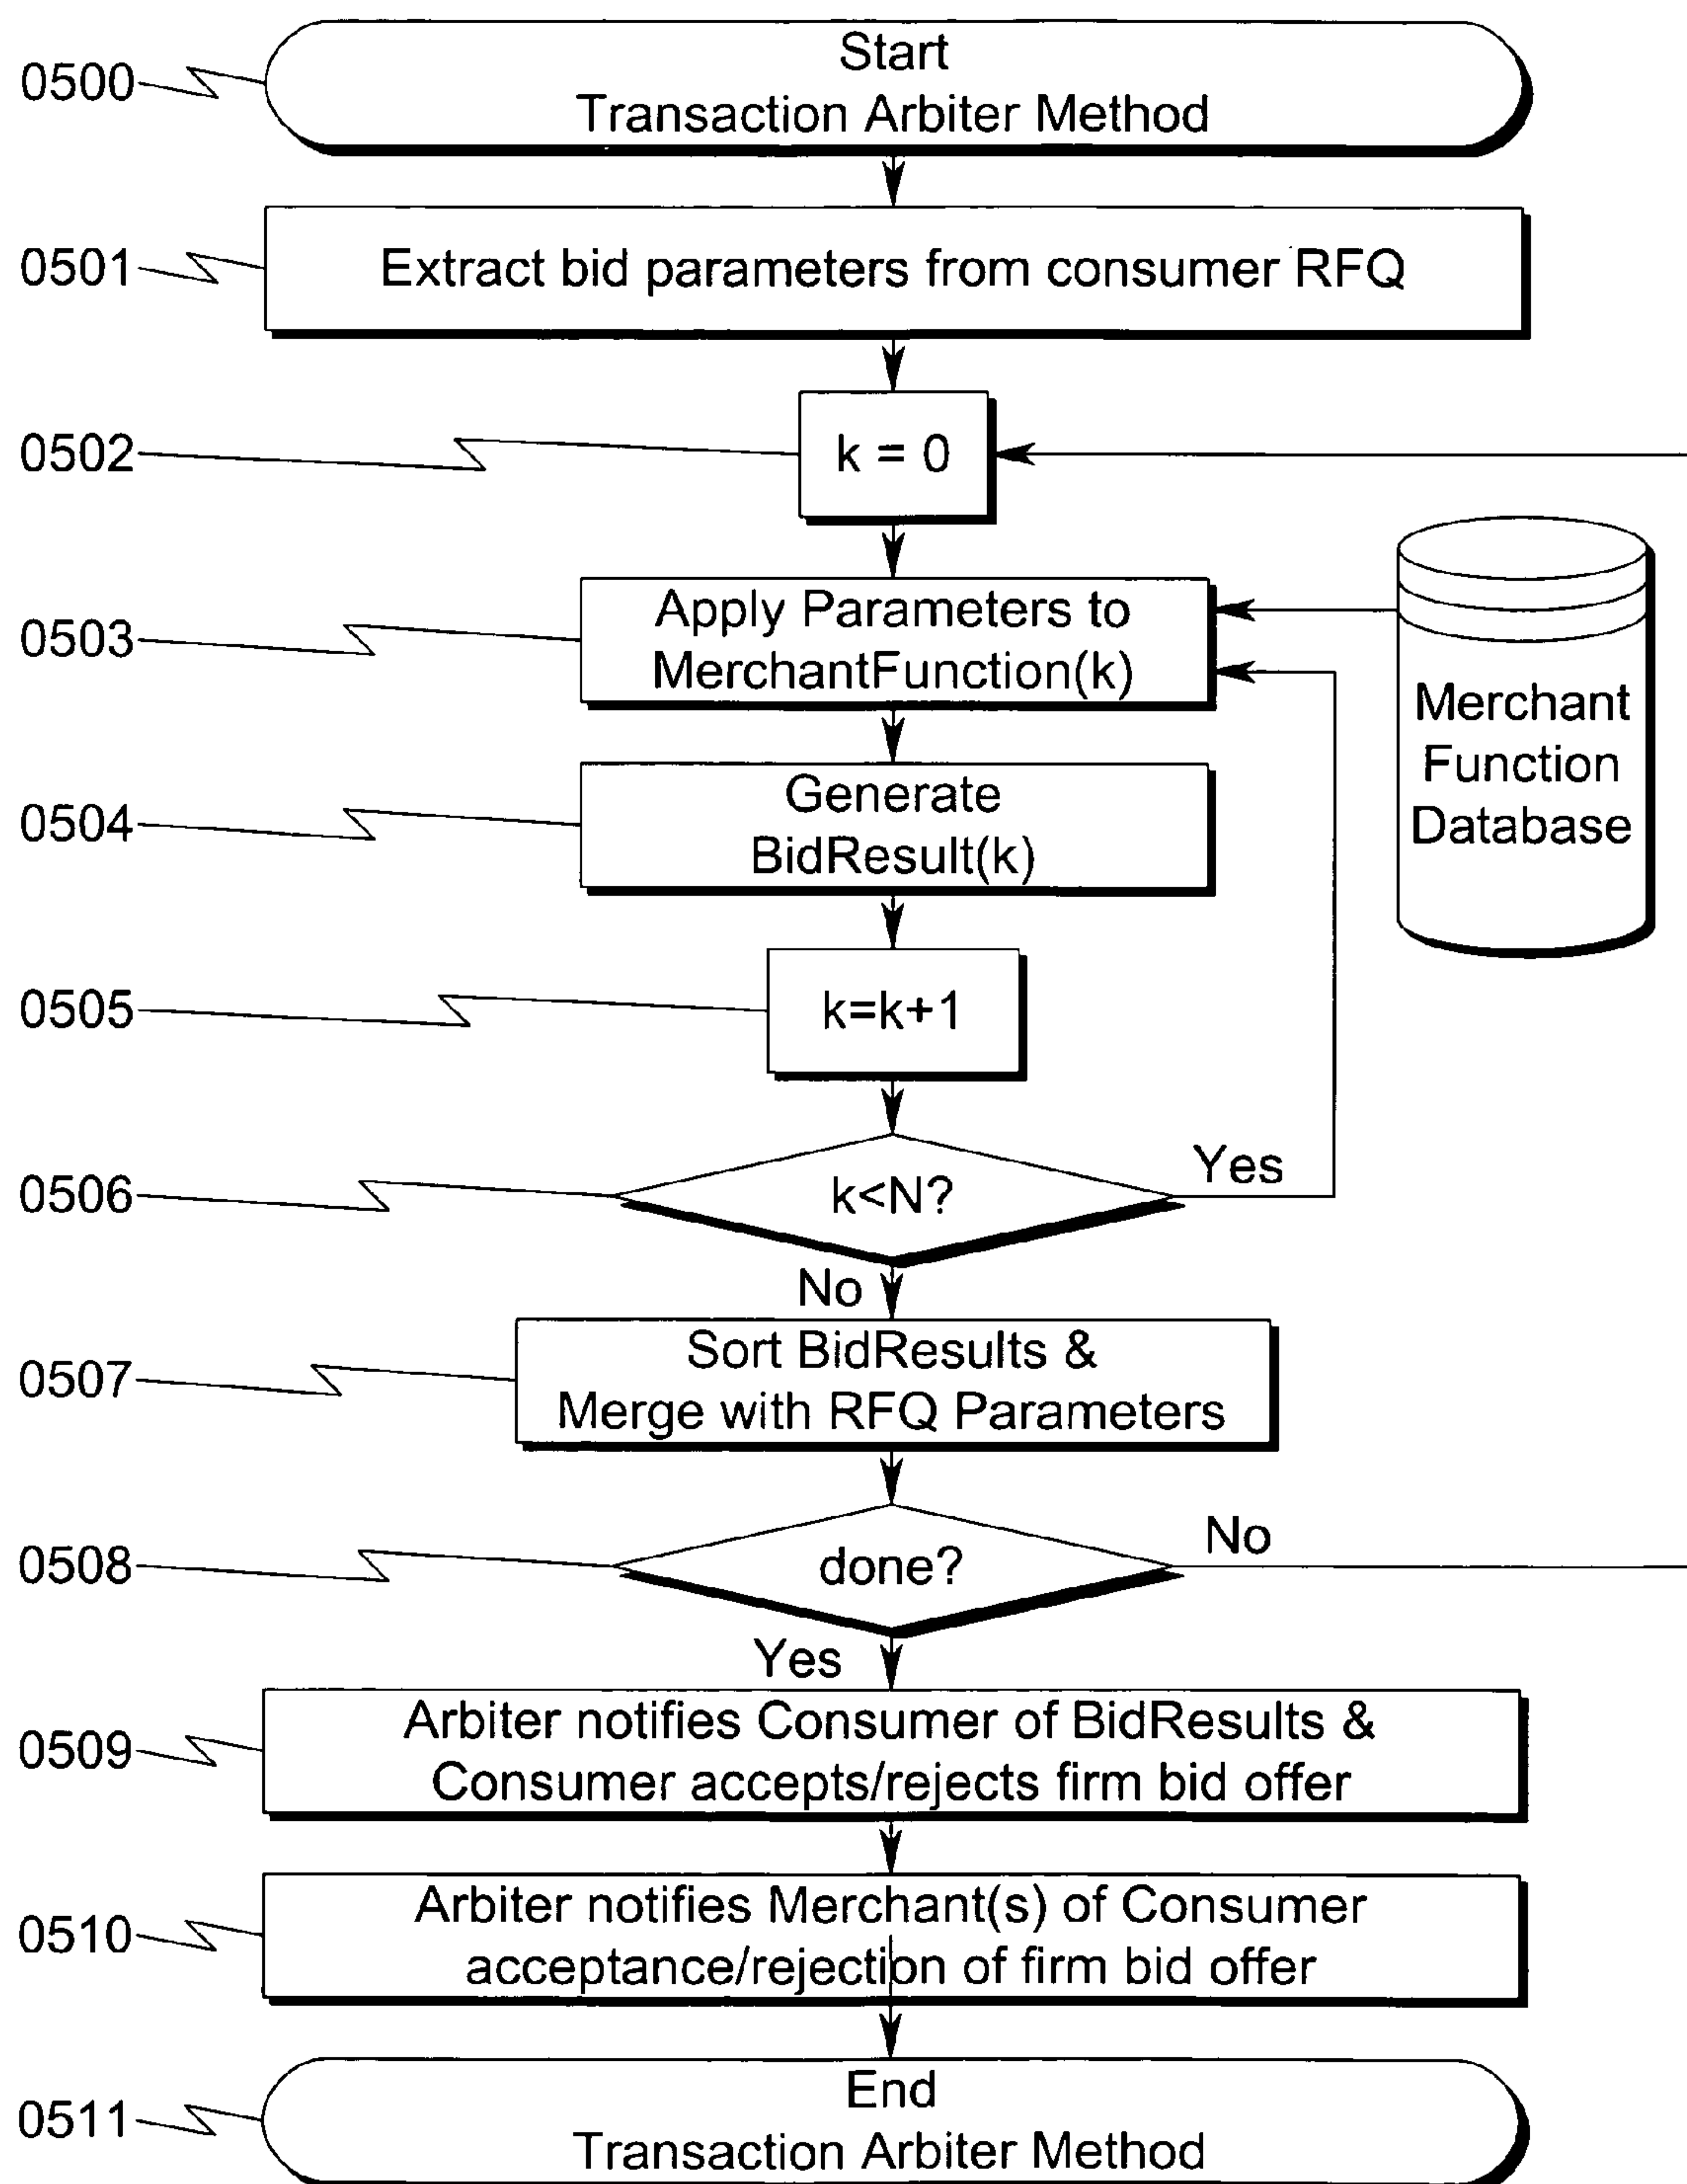 0500
Start
Transaction Arbiter Method
0501
Extract bid parameters from consumer RFQ
0502
k = 0
0503
Apply Parameters to
MerchantFunction(k)
Merchant
Function
Database
0504
Generate
BidResult(k)
0505
k=k+1
0506
k<N?
Yes
No
0507
Sort BidResults &
Merge with RFQ Parameters
0508
done?
No
Yes
0509
Arbiter notifies Consumer of BidResults &
Consumer accepts/rejects firm bid offer
0510
Arbiter notifies Merchant(s) of Consumer
acceptance/rejection of firm bid offer
0511
End
Transaction Arbiter Method